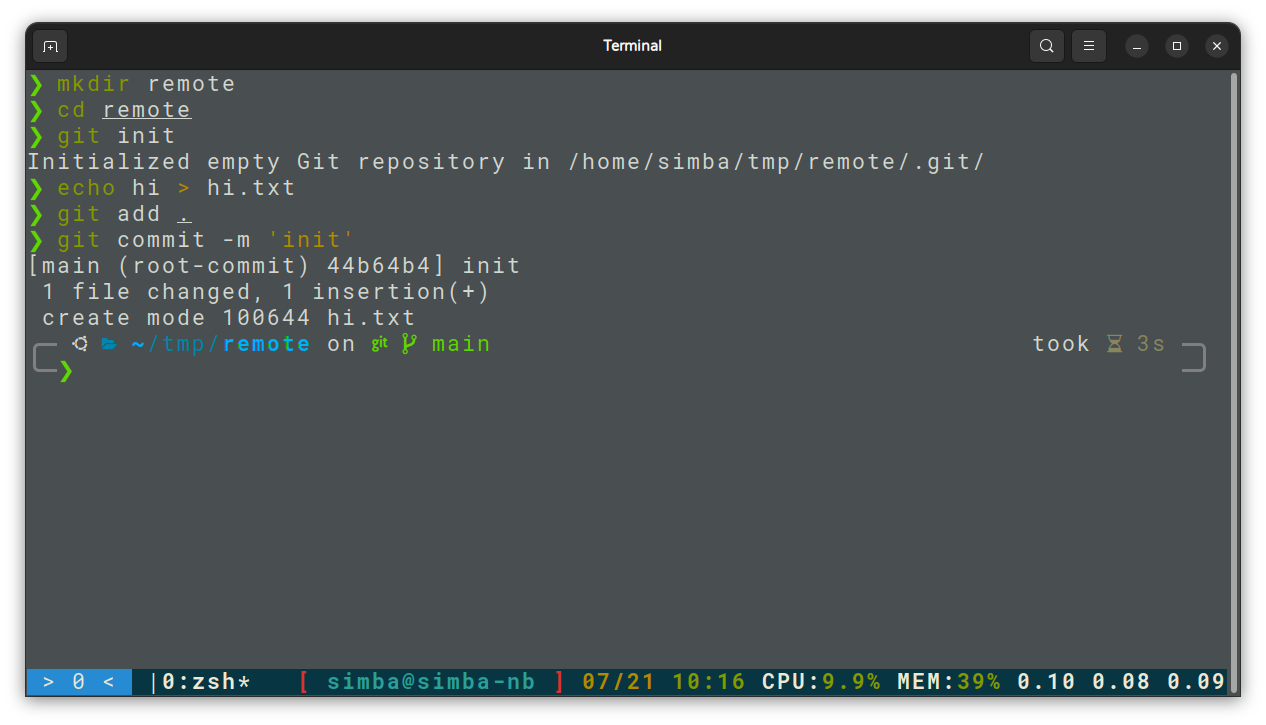 Terminal
❯ mkdir remote
❯ cd remote
❯ git init
Initialized empty Git repository in /home/simba/tmp/remote/.git/
❯ echo hi > hi.txt
❯ git add .
❯ git commit -m 'init'
[main (root-commit) 44b64b4] init
 1 file changed, 1 insertion(+)
 create mode 100644 hi.txt
~/tmp/remote on git main took 3s
❯
> 0 < |0:zsh* [ simba@simba-nb ] 07/21 10:16 CPU:9.9% MEM:39% 0.10 0.08 0.09